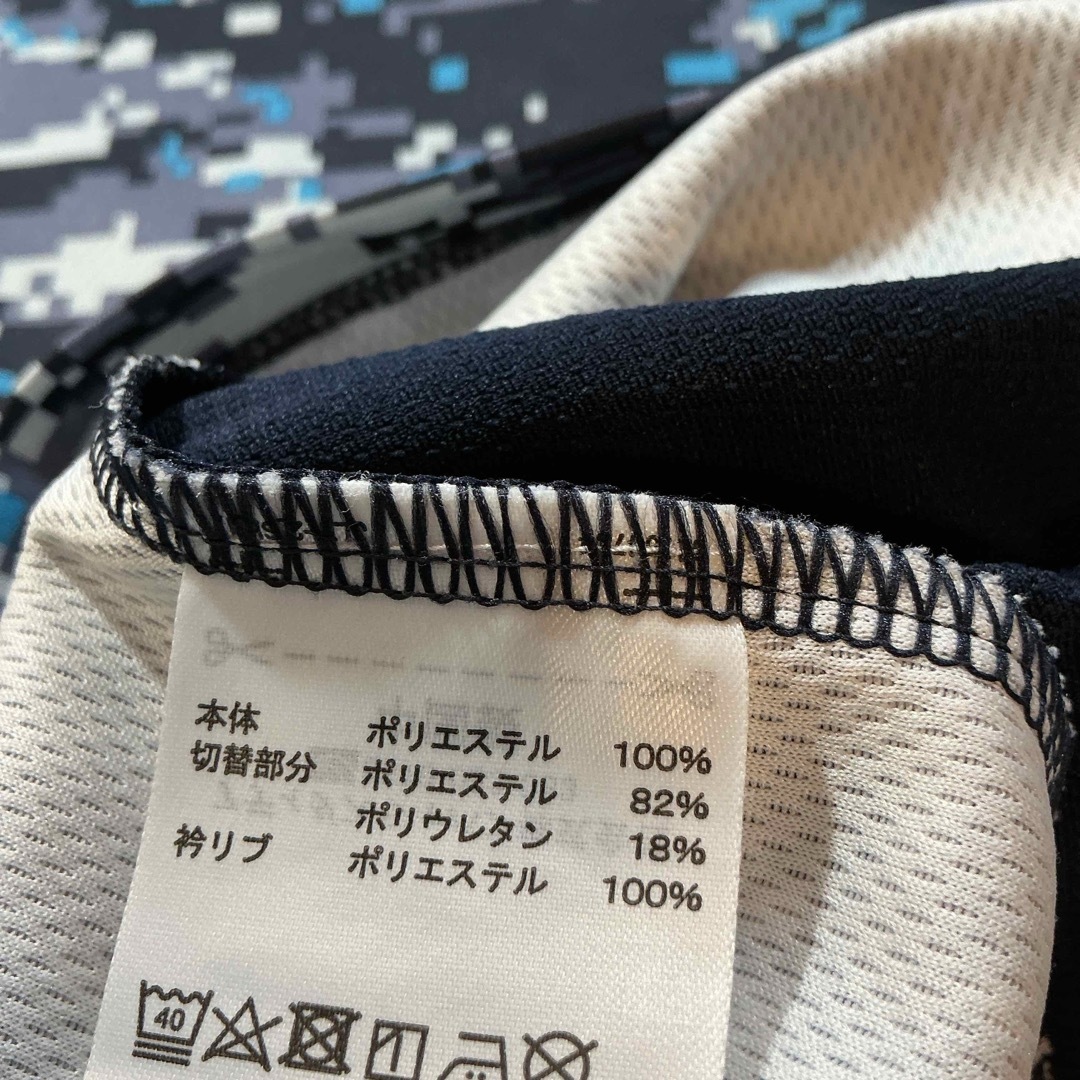 本体 ポリエステル 100%
切替部分 ポリエステル 82%
ポリウレタン 18%
衿リブ ポリエステル 100%
40